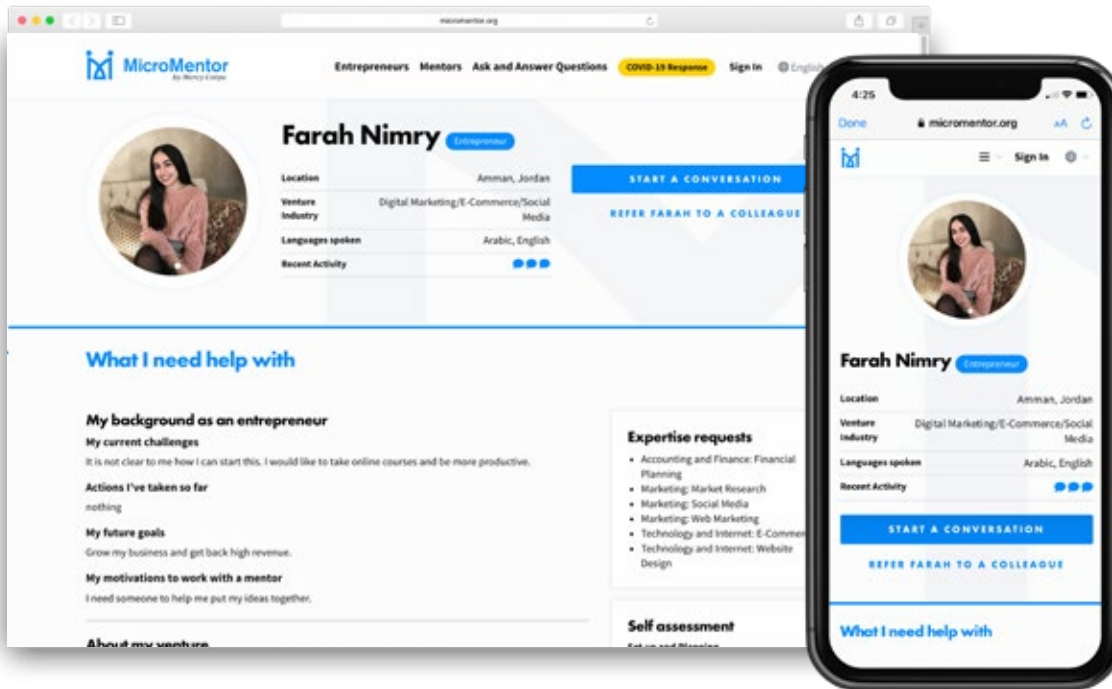 micromentor.org
MicroMentor
by Mercy Corps
Entrepreneurs Mentors Ask and Answer Questions COVID-19 Response Sign In English
Farah Nimry Entrepreneur
Location Amman, Jordan
Venture Industry Digital Marketing/E-Commerce/Social
Media
Languages spoken Arabic, English
Recent Activity
START A CONVERSATION
REFER FARAH TO A COLLEAGUE
What I need help with
My background as an entrepreneur
My current challenges
It is not clear to me how I can start this. I would like to take online courses and be more productive.
Actions I've taken so far
nothing
My future goals
Grow my business and get back high revenue.
My motivations to work with a mentor
I need someone to help me put my ideas together.
About my venture
Expertise requests
Accounting and Finance: Financial
Planning
Marketing: Market Research
Marketing: Social Media
Marketing: Web Marketing
Technology and Internet: E-Commer
Technology and Internet: Website
Design
Self assessment
Set up and Planning
4:25
Done micromentor.org AA
Sign In
Farah Nimry Entrepreneur
Location Amman, Jordan
Venture Industry Digital Marketing/E-Commerce/Social
Media
Languages spoken Arabic, English
Recent Activity
START A CONVERSATION
REFER FARAH TO A COLLEAGUE
What I need help with